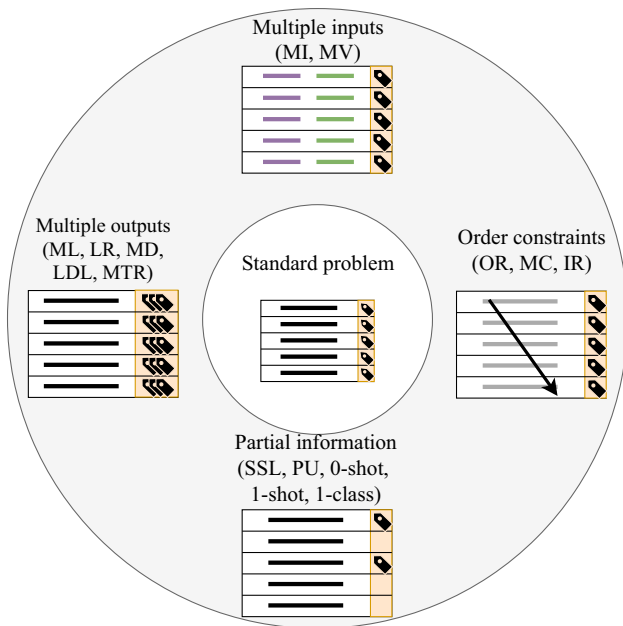 Multiple inputs
(MI, MV)
Multiple outputs
(ML, LR, MD,
LDL, MTR)
Standard problem
Order constraints
(OR, MC, IR)
Partial information
(SSL, PU, 0-shot,
1-shot, 1-class)